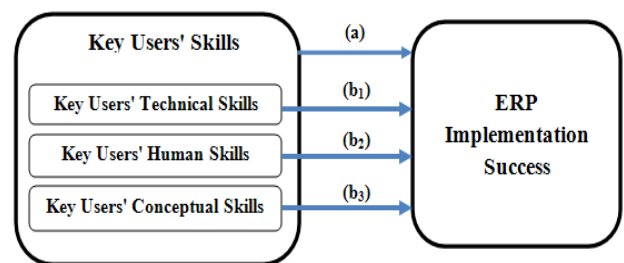 Key Users' Skills
(a)
Key Users' Technical Skills
(b₁)
Key Users' Human Skills
(b₂)
Key Users' Conceptual Skills
(b₃)
ERP
Implementation
Success